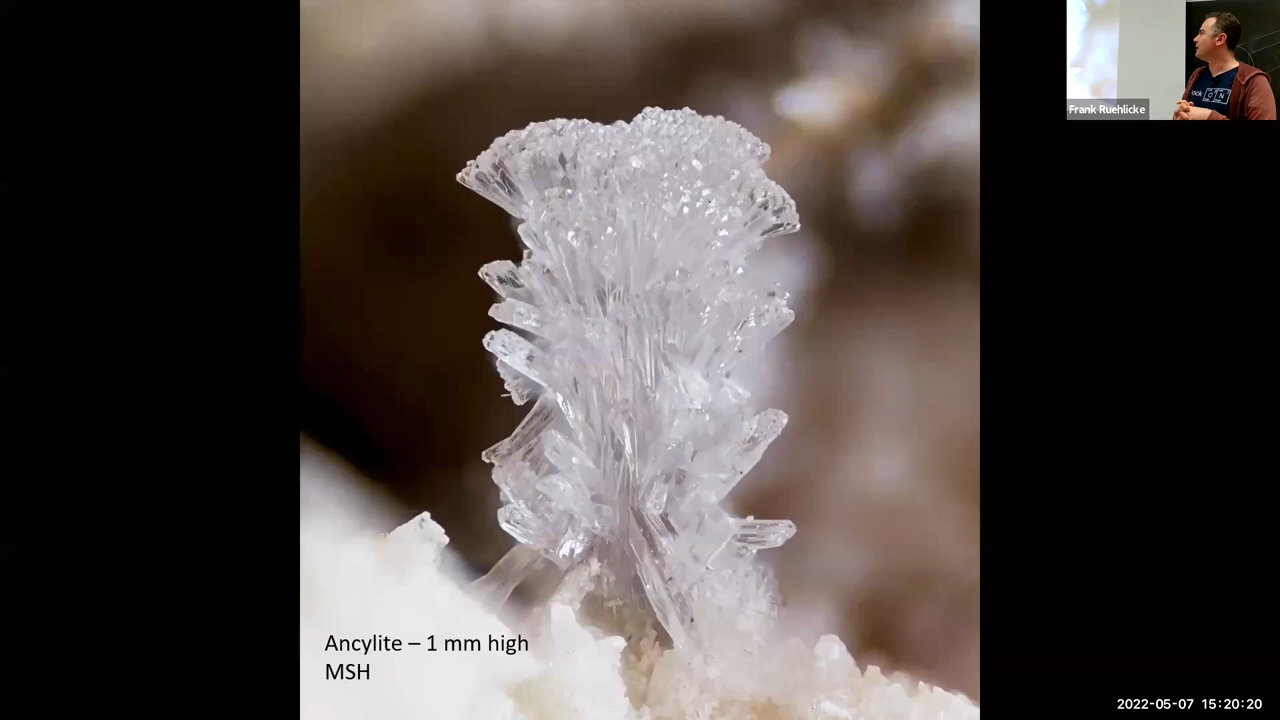 Ancylite – 1 mm high
MSH
Frank Ruehlicke
2022-05-07 15:20:20